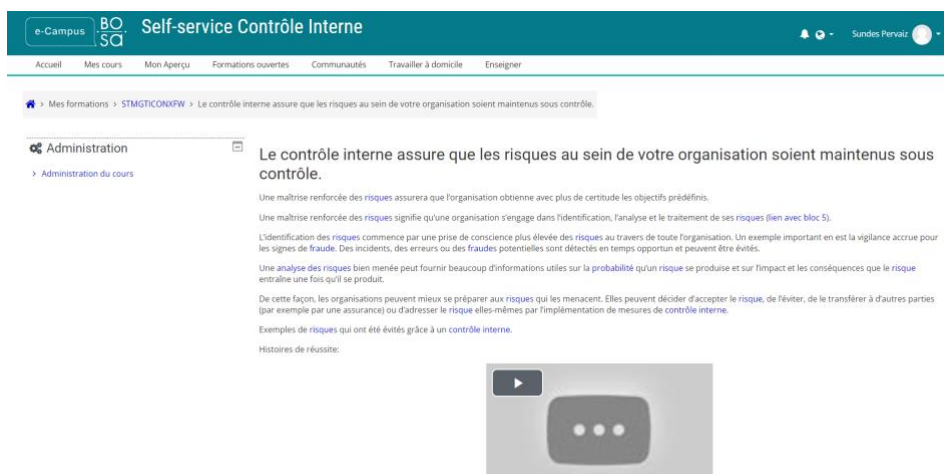 e-Campus BO SA Self-service Contrôle Interne Sundes Pervaiz
Accueil Mes cours Mon Aperçu Formations ouvertes Communautés Travailler à domicile Enseigner
> Mes formations > STMGTICONXFW > Le contrôle interne assure que les risques au sein de votre organisation soient maintenus sous contrôle.
Administration
> Administration du cours
Le contrôle interne assure que les risques au sein de votre organisation soient maintenus sous
contrôle.
Une maîtrise renforcée des risques assurera que l'organisation obtienne avec plus de certitude les objectifs prédéfinis.
Une maîtrise renforcée des risques signifie qu'une organisation s'engage dans l'identification, l'analyse et le traitement de ses risques (lien avec bloc 5).
L'identification des risques commence par une prise de conscience plus élevée des risques au travers de toute l'organisation. Un exemple important en est la vigilance accrue pour
les signes de fraude. Des incidents, des erreurs ou des fraudes potentielles sont détectés en temps opportun et peuvent être évités.
Une analyse des risques bien menée peut fournir beaucoup d'informations utiles sur la probabilité qu'un risque se produise et sur l'impact et les conséquences que le risque
entraîne une fois qu'il se produit.
De cette façon, les organisations peuvent mieux se préparer aux risques qui les menacent. Elles peuvent décider d'accepter le risque, de l'éviter, de le transférer à d'autres parties
(par exemple par une assurance) ou d'adresser le risque elles-mêmes par l'implémentation de mesures de contrôle interne.
Exemples de risques qui ont été évités grâce à un contrôle interne.
Histoires de réussite: